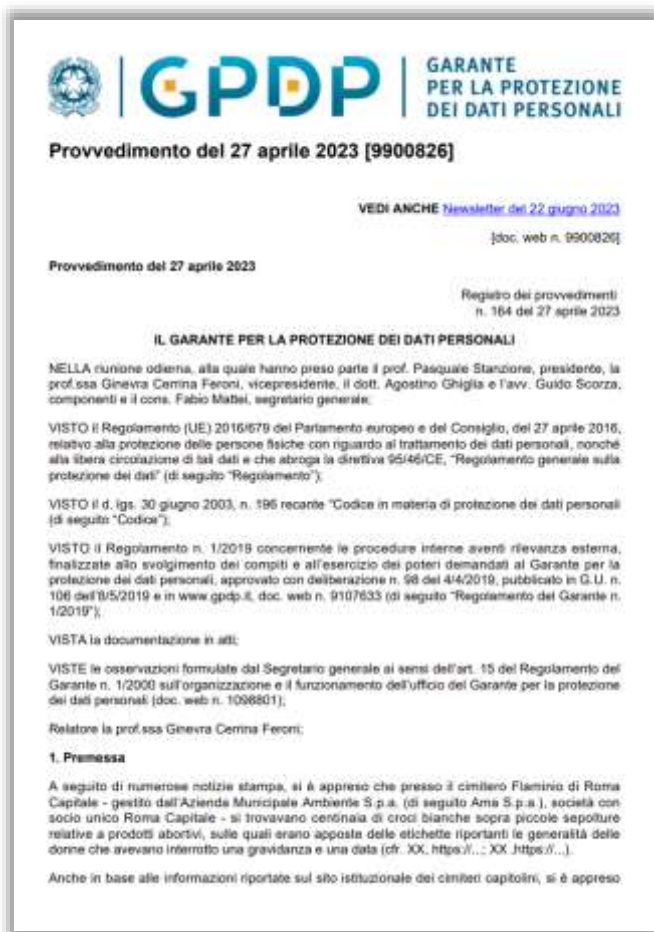 GPDP
GARANTE
PER LA PROTEZIONE
DEI DATI PERSONALI
Provvedimento del 27 aprile 2023 [9900826]
VEDI ANCHE Newsletter del 22 giugno 2023
[doc. web n. 9900826]
Provvedimento del 27 aprile 2023
Registro dei provvedimenti
n. 164 del 27 aprile 2023
IL GARANTE PER LA PROTEZIONE DEI DATI PERSONALI
NELLA riunione odierna, alla quale hanno preso parte il prof. Pasquale Stanzione, presidente, la
prof.ssa Ginevra Cerrina Feroni, vicepresidente, il dott. Agostino Ghiglia e l'avv. Guido Scorza,
componenti e il cons. Fabio Mattei, segretario generale;
VISTO il Regolamento (UE) 2016/679 del Parlamento europeo e del Consiglio, del 27 aprile 2016,
relativo alla protezione delle persone fisiche con riguardo al trattamento dei dati personali, nonché
alla libera circolazione di tali dati e che abroga la direttiva 95/46/CE, "Regolamento generale sulla
protezione dei dati" (di seguito "Regolamento");
VISTO il d. lgs. 30 giugno 2003, n. 196 recante "Codice in materia di protezione dei dati personali
(di seguito "Codice");
VISTO il Regolamento n. 1/2019 concernente le procedure interne aventi rilevanza esterna,
finalizzate allo svolgimento dei compiti e all'esercizio dei poteri demandati al Garante per la
protezione dei dati personali, approvato con deliberazione n. 98 del 4/4/2019, pubblicato in G.U. n.
106 dell'8/5/2019 e in www.gpdp.it, doc. web n. 9107633 (di seguito "Regolamento del Garante n.
1/2019");
VISTA la documentazione in atti;
VISTE le osservazioni formulate dal Segretario generale ai sensi dell'art. 15 del Regolamento del
Garante n. 1/2000 sull'organizzazione e il funzionamento dell'ufficio del Garante per la protezione
dei dati personali (doc. web n. 1098801);
Relatore la prof.ssa Ginevra Cerrina Feroni;
1. Premessa
A seguito di numerose notizie stampa, si è appreso che presso il cimitero Flaminio di Roma
Capitale - gestito dall'Azienda Municipale Ambiente S.p.a. (di seguito Ama S.p.a.), società con
socio unico Roma Capitale - si trovavano centinaia di croci bianche sopra piccole sepolture
relative a prodotti abortivi, sulle quali erano apposte delle etichette riportanti le generalità delle
donne che avevano interrotto una gravidanza e una data (cfr. XX, https://...; XX ,https://...).
Anche in base alle informazioni riportate sul sito istituzionale dei cimiteri capitolini, si è appreso